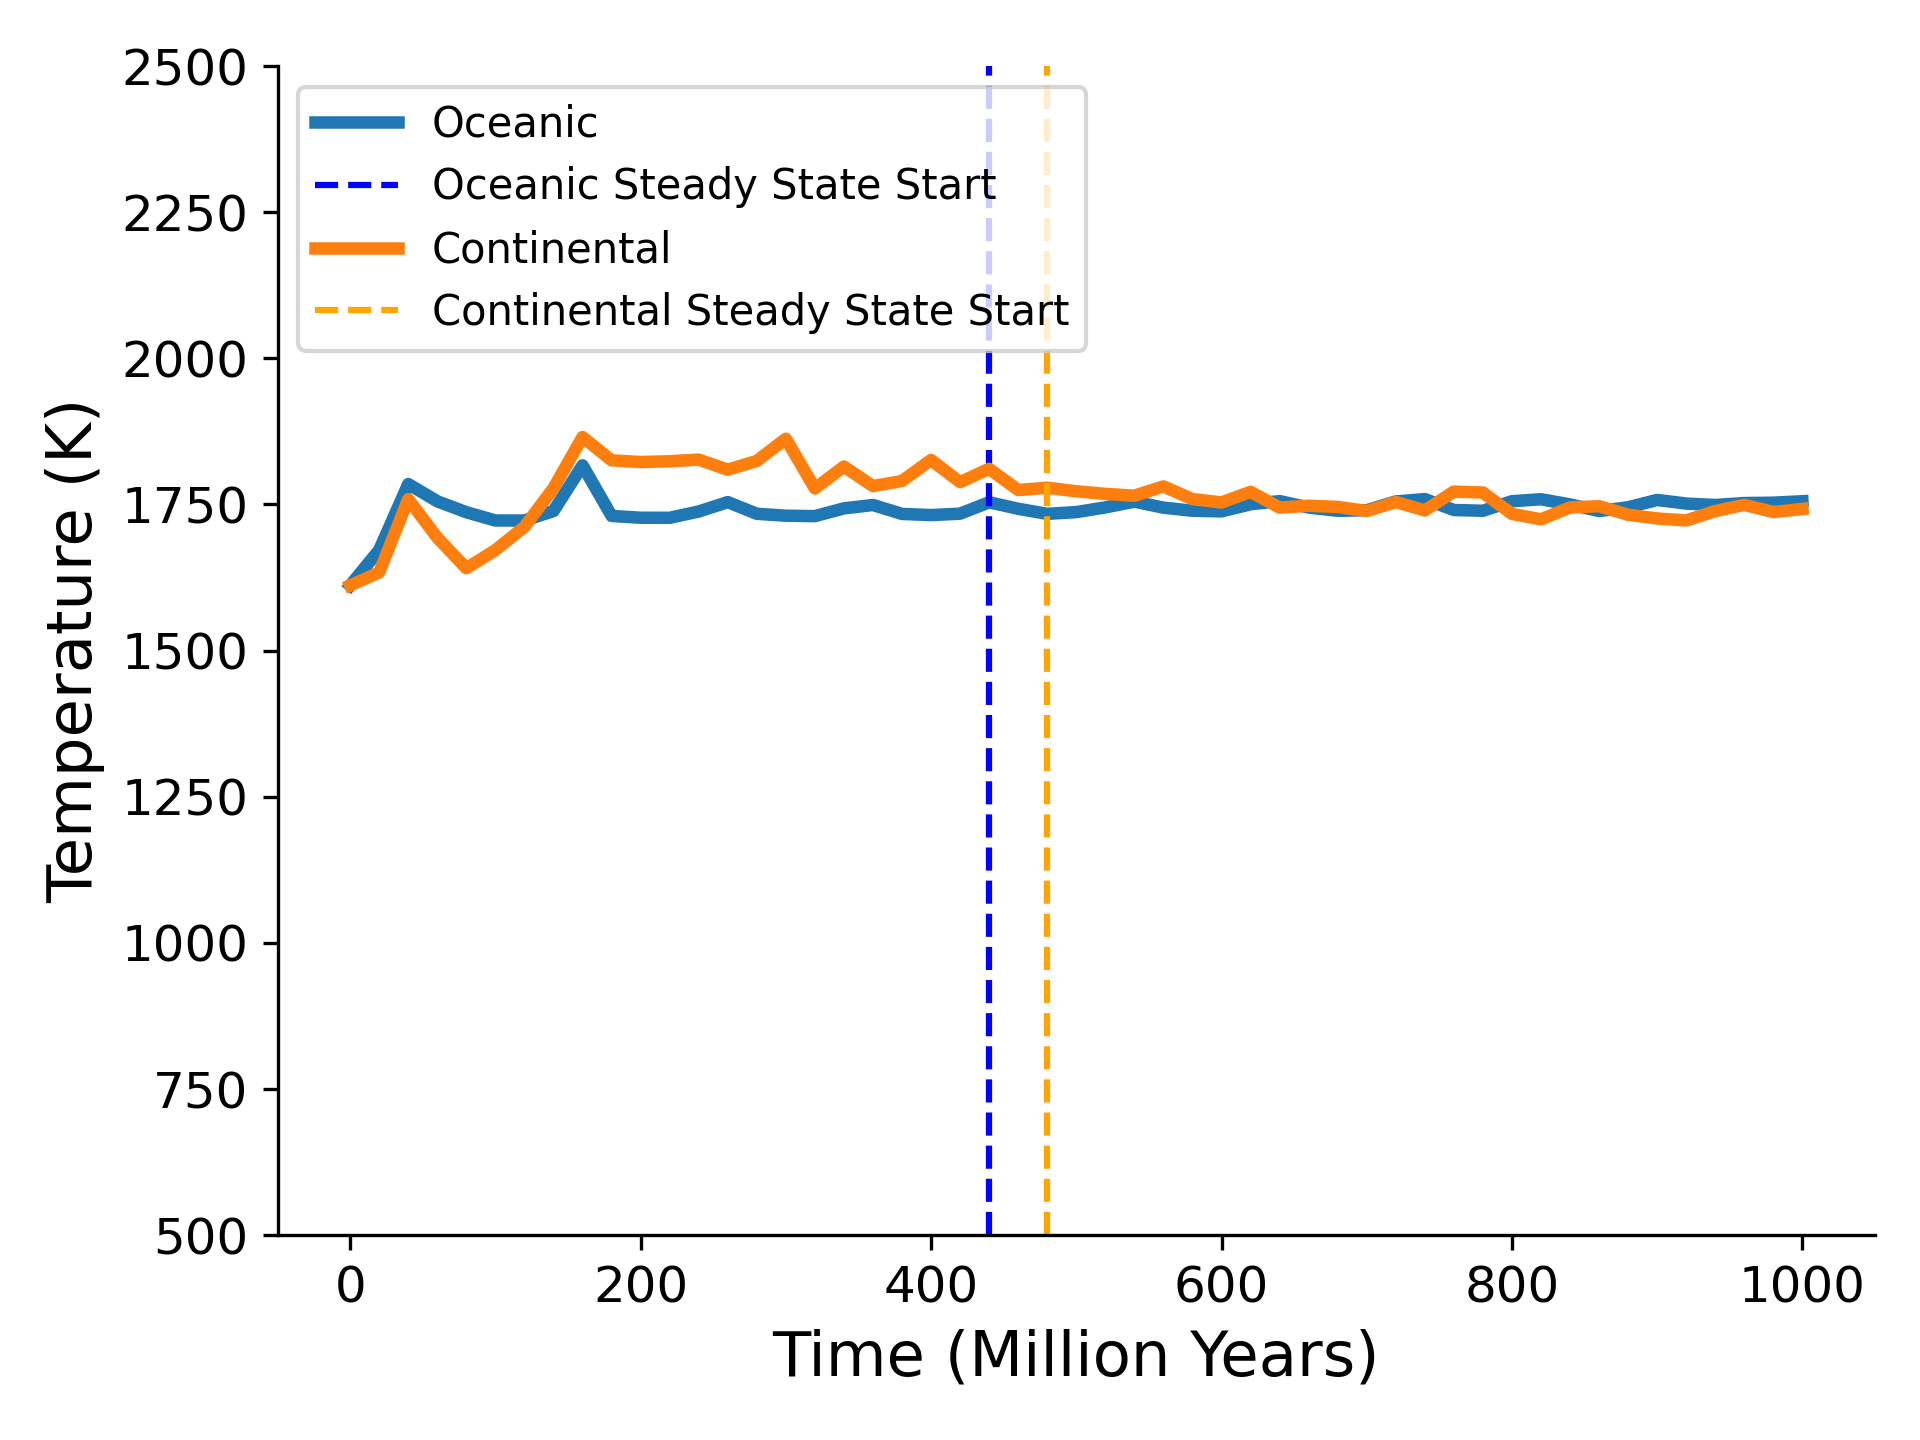 2500
2250
2000
1750
1500
1250
1000
750
500
Temperature (K)
Oceanic
Oceanic Steady State Start
Continental
Continental Steady State Start
0 200 400 600 800 1000
Time (Million Years)